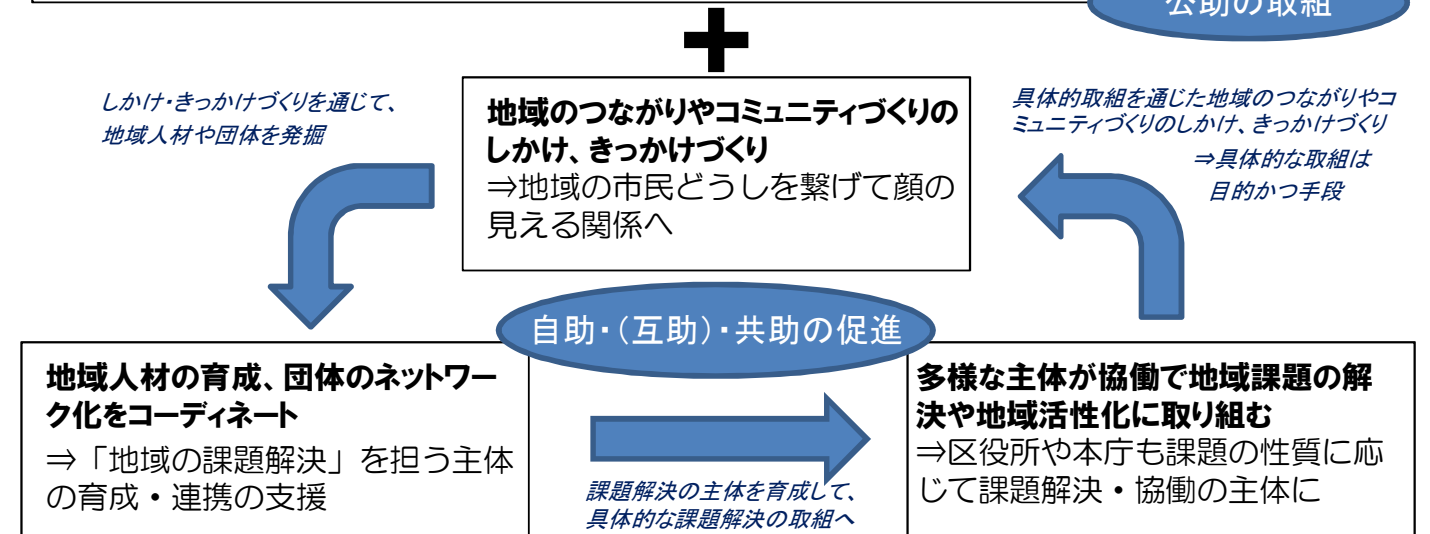 公助の取組
しかけ・きっかけづくりを通じて、
地域人材や団体を発掘
地域のつながりやコミュニティづくりの
しかけ、きっかけづくり
⇒地域の市民どうしを繋げて顔の
見える関係へ
具体的取組を通じた地域のつながりやコ
ミュニティづくりのしかけ、きっかけづくり
⇒具体的な取組は
目的かつ手段
自助・(互助)・共助の促進
地域人材の育成、団体のネットワー
ク化をコーディネート
⇒「地域の課題解決」を担う主体
の育成・連携の支援
課題解決の主体を育成して、
具体的な課題解決の取組へ
多様な主体が協働で地域課題の解
決や地域活性化に取り組む
⇒区役所や本庁も課題の性質に応
じて課題解決・協働の主体に